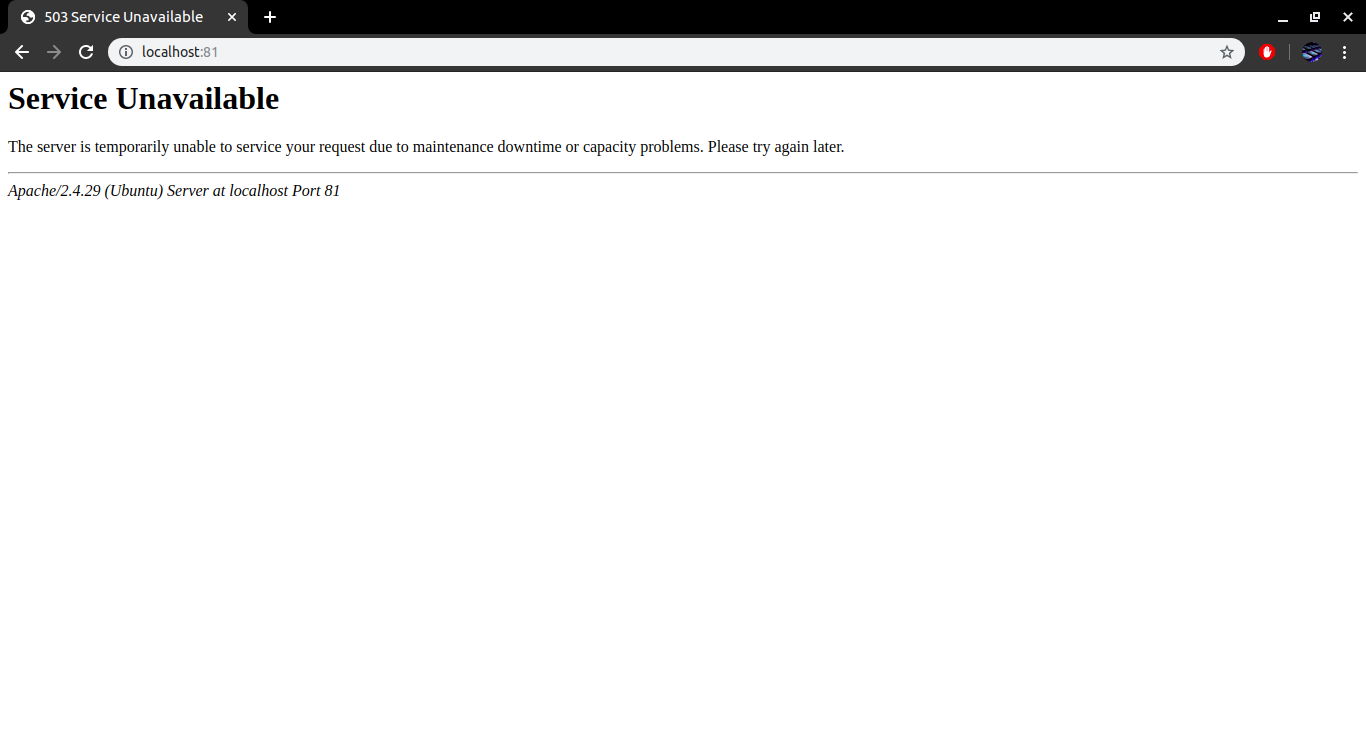 503 Service Unavailable
localhost:81
Service Unavailable
The server is temporarily unable to service your request due to maintenance downtime or capacity problems. Please try again later.
Apache/2.4.29 (Ubuntu) Server at localhost Port 81